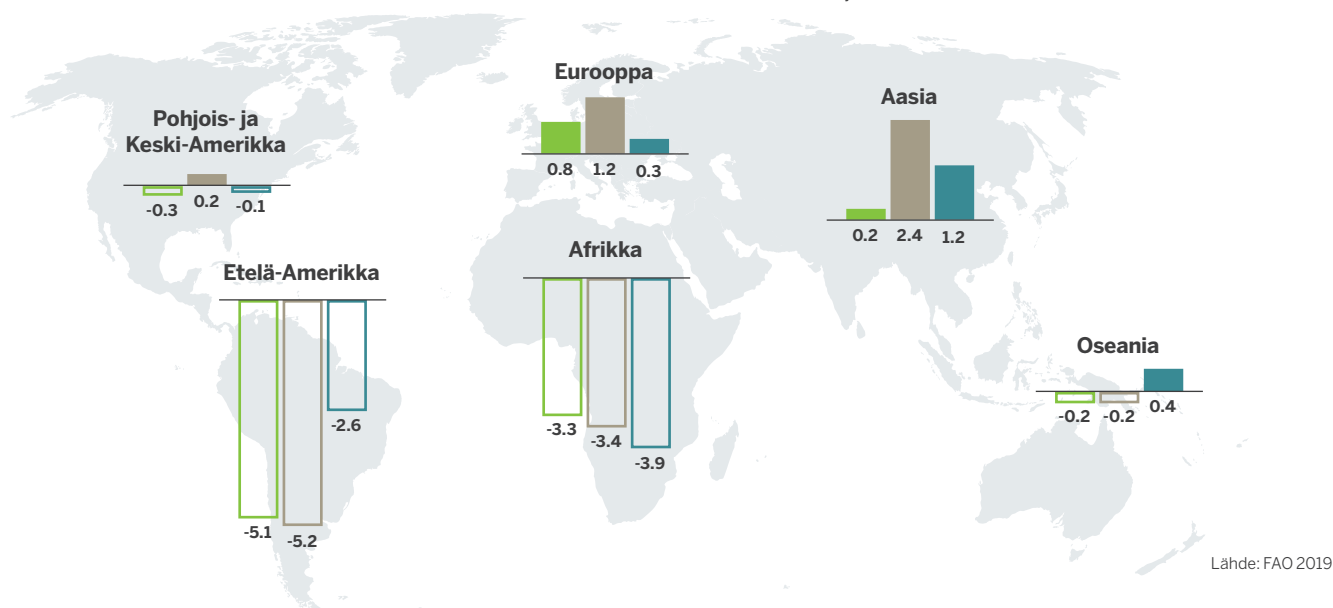 Eurooppa
0.8 1.2 0.3
Aasia
0.2 2.4 1.2
Pohjois- ja
Keski-Amerikka
-0.3 0.2 -0.1
Etelä-Amerikka
-5.1 -5.2 -2.6
Afrikka
-3.3 -3.4 -3.9
Oseania
-0.2 -0.2 0.4
Lähde: FAO 2019